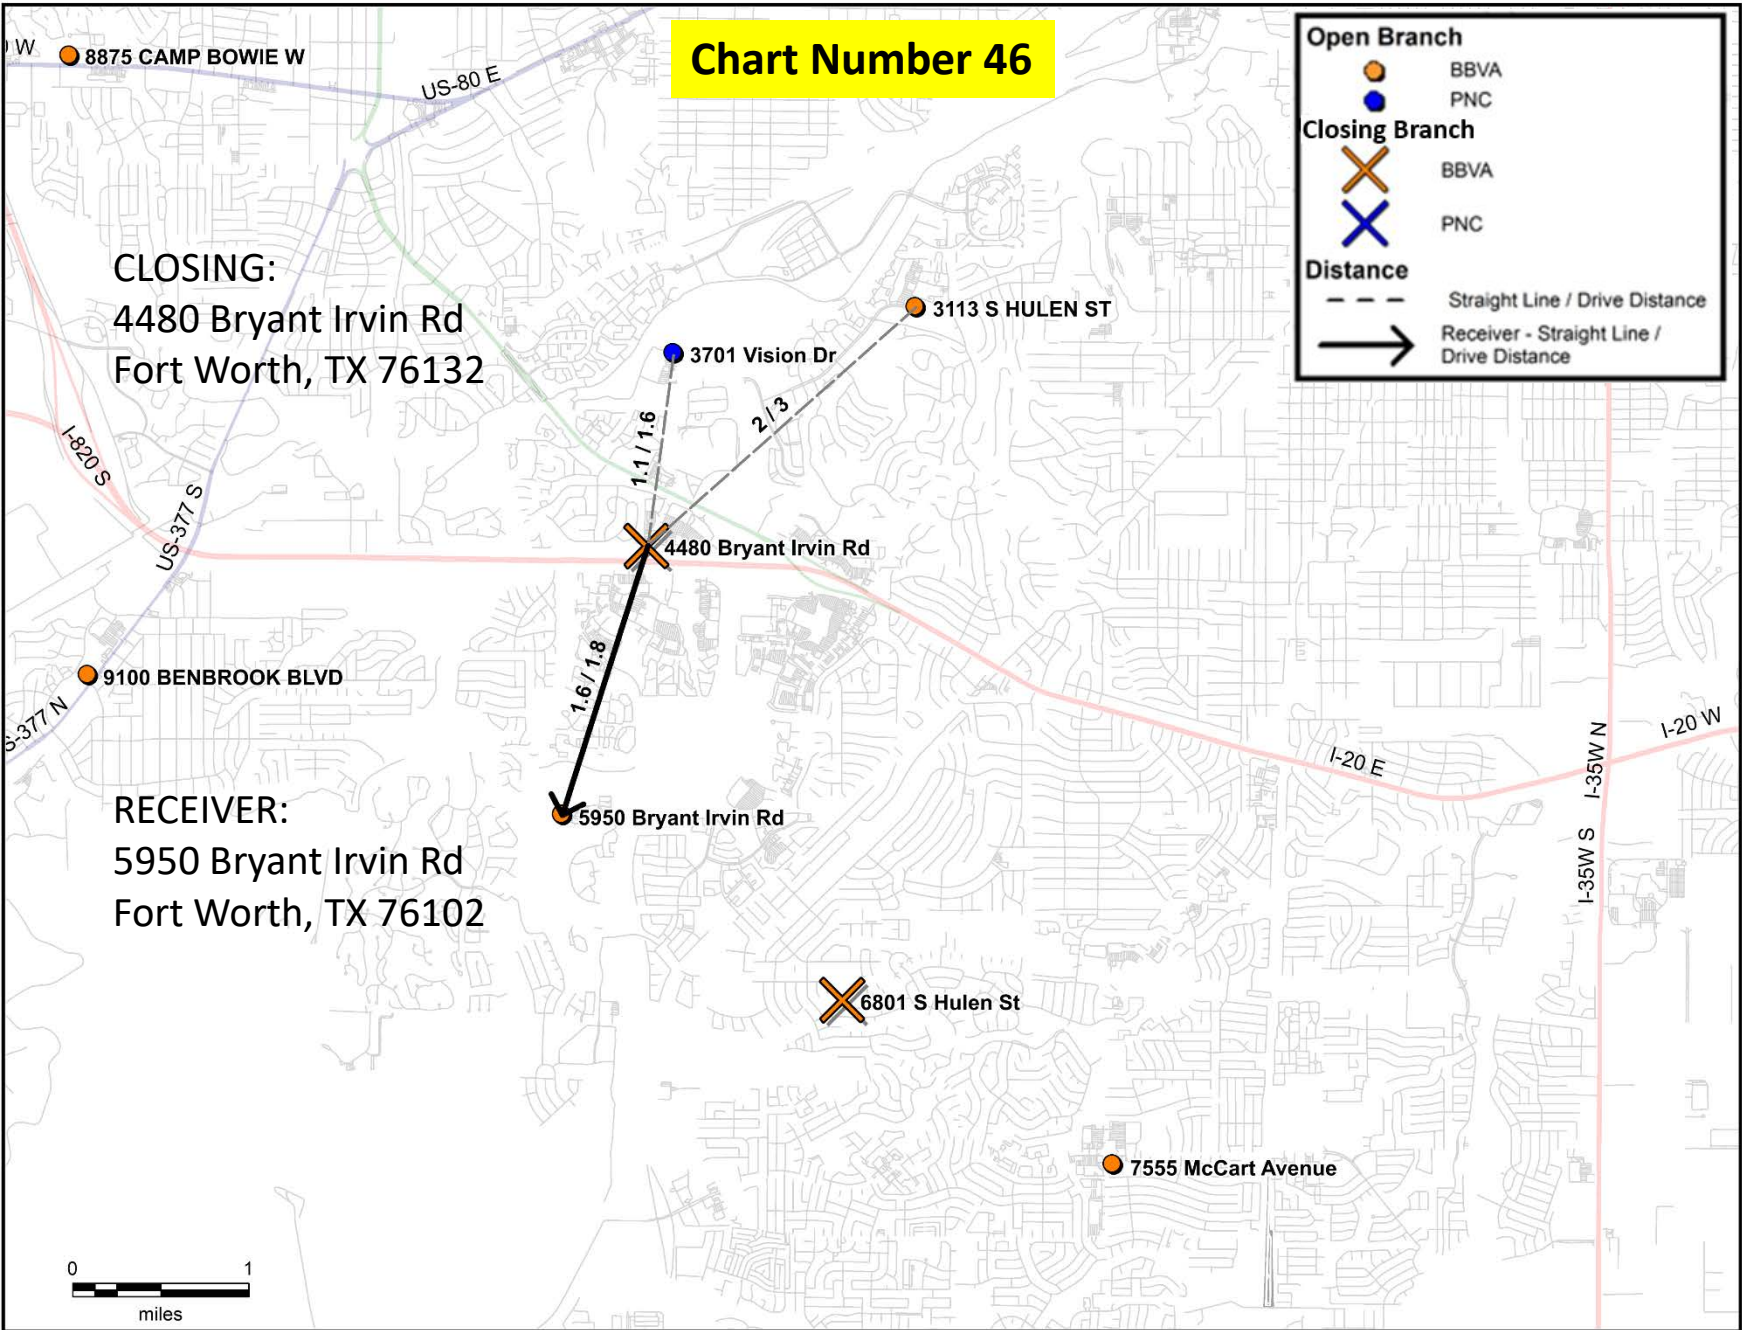 Chart Number 46
Open Branch
BBVA
PNC
Closing Branch
BBVA
PNC
Distance
Straight Line / Drive Distance
Receiver - Straight Line /
Drive Distance
W
8875 CAMP BOWIE W
US-80 E
CLOSING:
4480 Bryant Irvin Rd
Fort Worth, TX 76132
3113 S HULEN ST
3701 Vision Dr
1.1 / 1.6
2 / 3
I-820 S
US-377 S
4480 Bryant Irvin Rd
1.6 / 1.8
9100 BENBROOK BLVD
S-377 N
I-20 W
I-35W N
I-20 E
RECEIVER:
5950 Bryant Irvin Rd
Fort Worth, TX 76102
5950 Bryant Irvin Rd
I-35W S
6801 S Hulen St
7555 McCart Avenue
0 1
miles